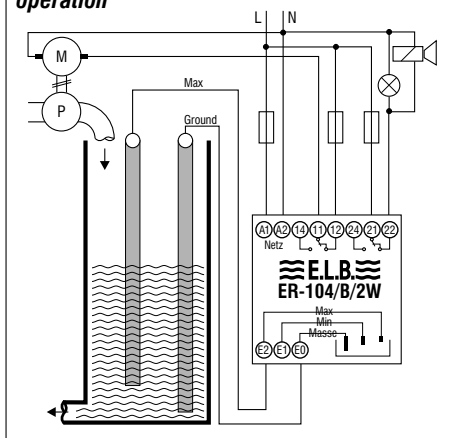 operation
L N
M
P
Max
Ground
A1 A2 14 11 12 24 21 22
Netz
E.L.B.
ER-104/B/2W
Max
Min
Masse
E2 E1 E0